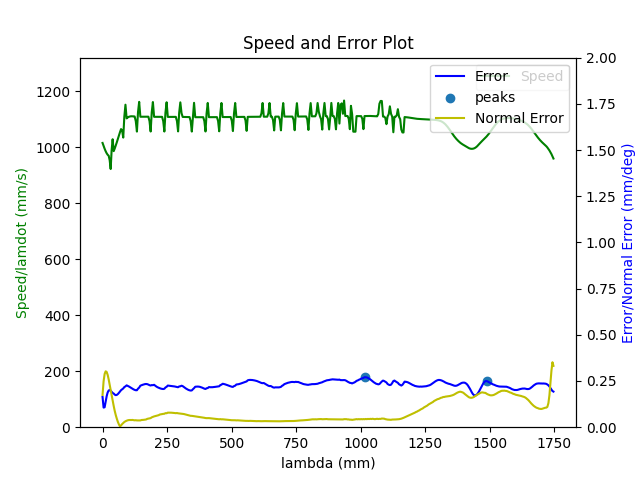 Speed and Error Plot
Error
Speed
peaks
Normal Error
Speed/lamdot (mm/s)
1200
1000
800
600
400
200
0
2.00
1.75
1.50
1.25
1.00
0.75
0.50
0.25
0.00
Error/Normal Error (mm/deg)
0 250 500 750 1000 1250 1500 1750
lambda (mm)